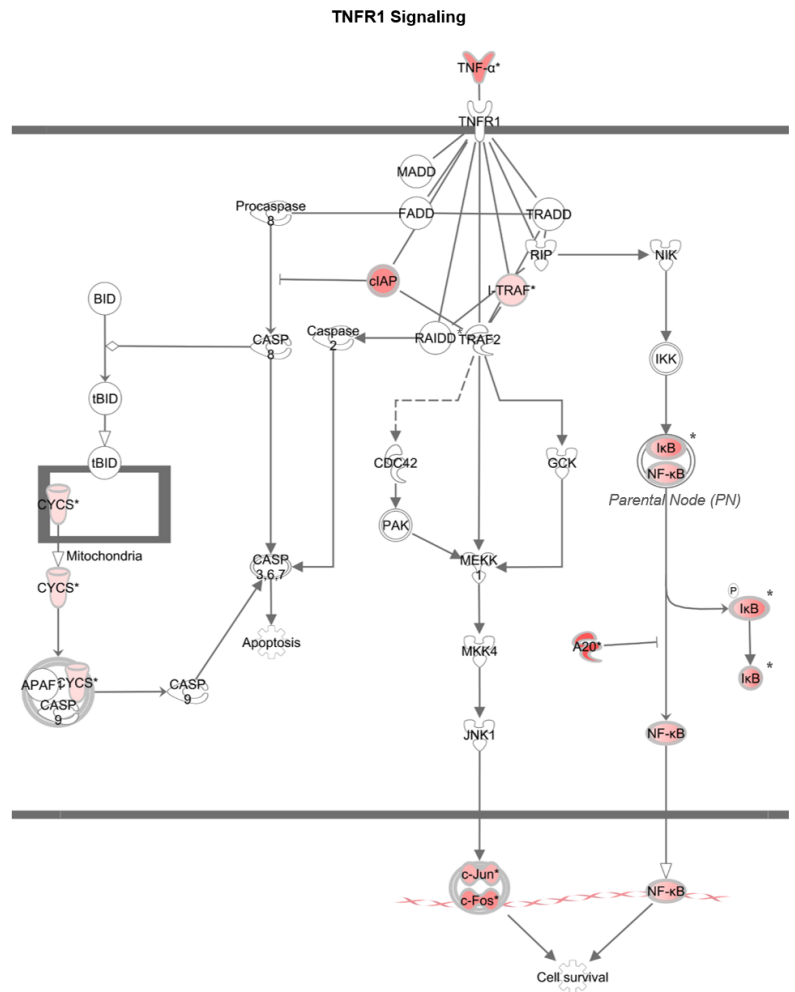 TNFR1 Signaling
TNF-α*
TNFR1
MADD
Procaspase
8
FADD
TRADD
RIP
NIK
cIAP
I-TRAF*
BID
Caspase
2
RAIDD
*
TRAF2
CASP
8
IKK
tBID
tBID
IκB
*
NF-κB
CDC42
GCK
Parental Node (PN)
CYCS*
PAK
Mitochondria
CASP
3,6,7
MEKK
1
CYCS*
P
IκB
*
Apoptosis
MKK4
A20*
IκB
*
APAF1
CYCS*
CASP
9
CASP
9
JNK1
NF-κB
c-Jun*
c-Fos*
NF-κB
Cell survival